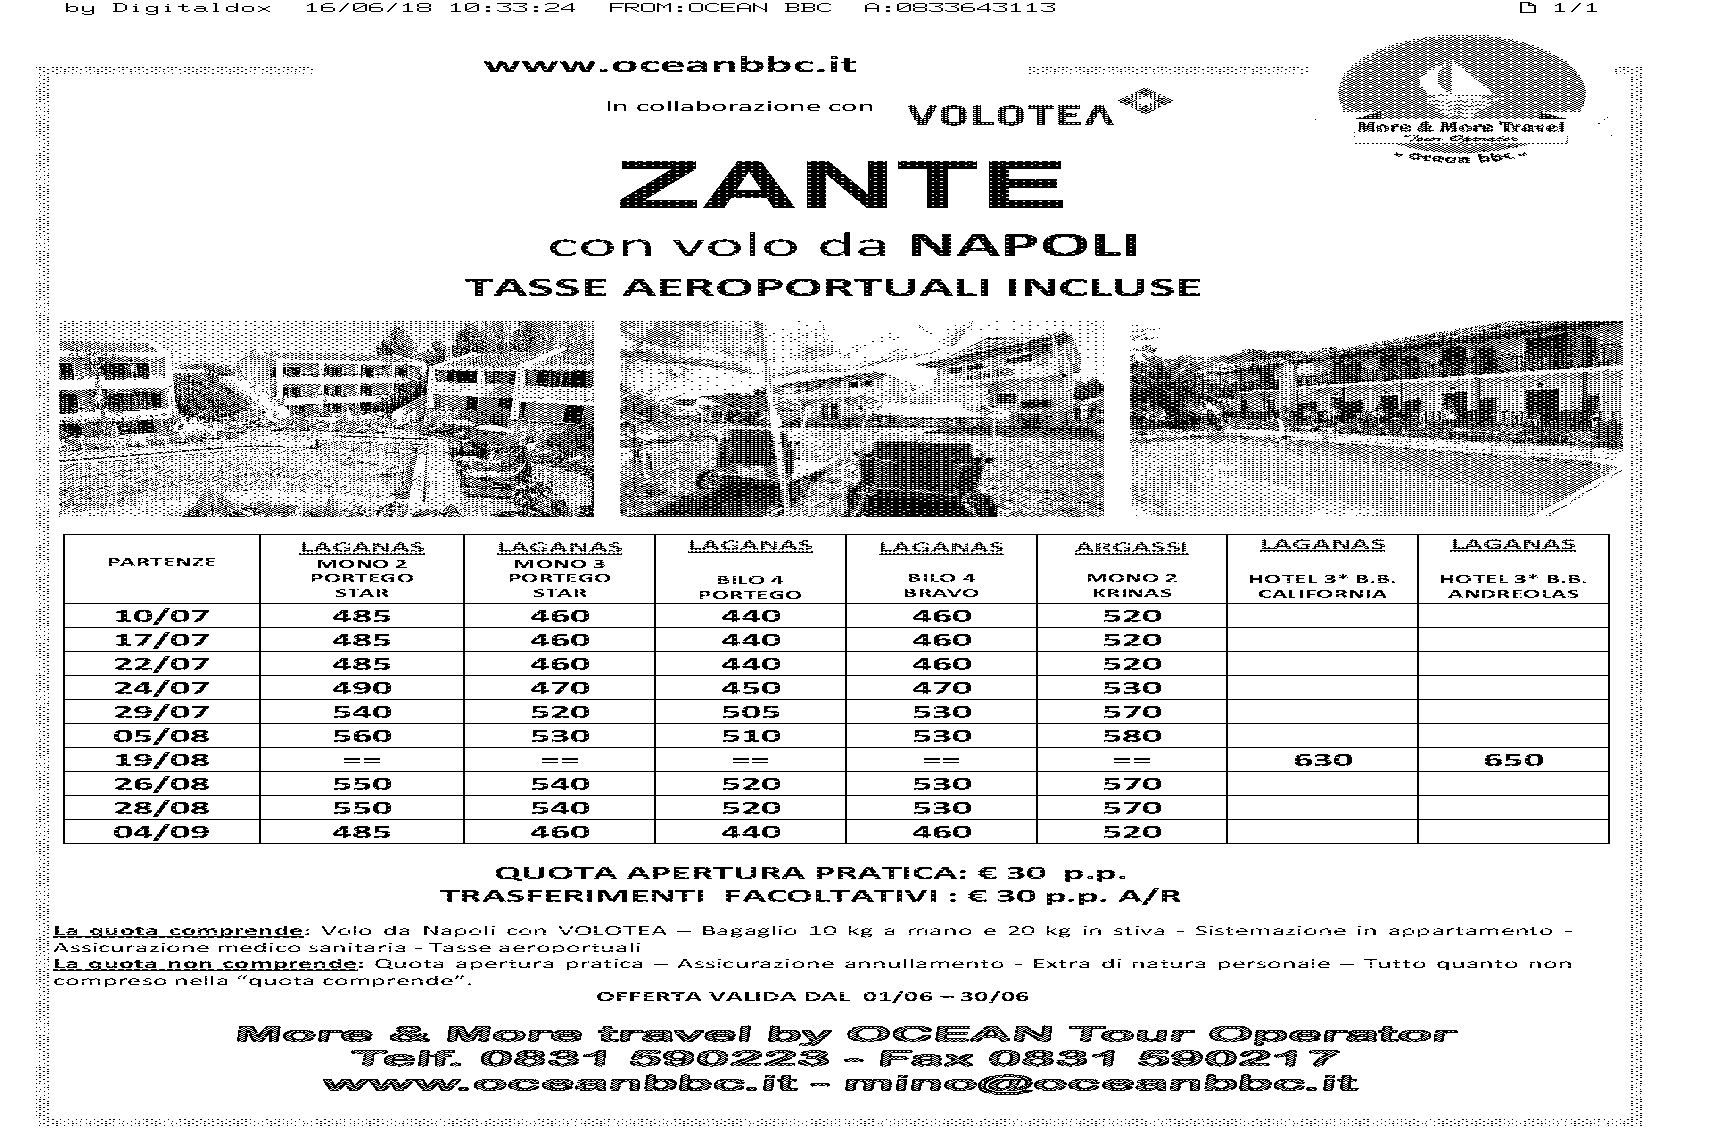 by Digitaldox 16/06/18 10:33:24 FROM:OCEAN BBC A:0833643113 1/1
www.oceanbbc.it
In collaborazione con VOLOTEA
More & More Travel
Tour Operator
ocean bbc
ZANTE
con volo da NAPOLI
TASSE AEROPORTUALI INCLUSE
PARTENZE LAGANAS MONO 2 PORTEGO STAR LAGANAS MONO 3 PORTEGO STAR LAGANAS BILO 4 PORTEGO LAGANAS BILO 4 BRAVO ARGASSI MONO 2 KRINAS LAGANAS HOTEL 3* B.B. CALIFORNIA LAGANAS HOTEL 3* B.B. ANDREOLAS
10/07 485 460 440 460 520
17/07 485 460 440 460 520
22/07 485 460 440 460 520
24/07 490 470 450 470 530
29/07 540 520 505 530 570
05/08 560 530 510 530 580
19/08 == == == == == 630 650
26/08 550 540 520 530 570
28/08 550 540 520 530 570
04/09 485 460 440 460 520
QUOTA APERTURA PRATICA: € 30 p.p.
TRASFERIMENTI FACOLTATIVI : € 30 p.p. A/R
La quota comprende: Volo da Napoli con VOLOTEA – Bagaglio 10 kg a mano e 20 kg in stiva - Sistemazione in appartamento -
Assicurazione medico sanitaria - Tasse aeroportuali
La quota non comprende: Quota apertura pratica – Assicurazione annullamento - Extra di natura personale – Tutto quanto non
compreso nella “quota comprende”.
OFFERTA VALIDA DAL 01/06 – 30/06
More & More travel by OCEAN Tour Operator
Telf. 0831 590223 - Fax 0831 590217
www.oceanbbc.it - mino@oceanbbc.it